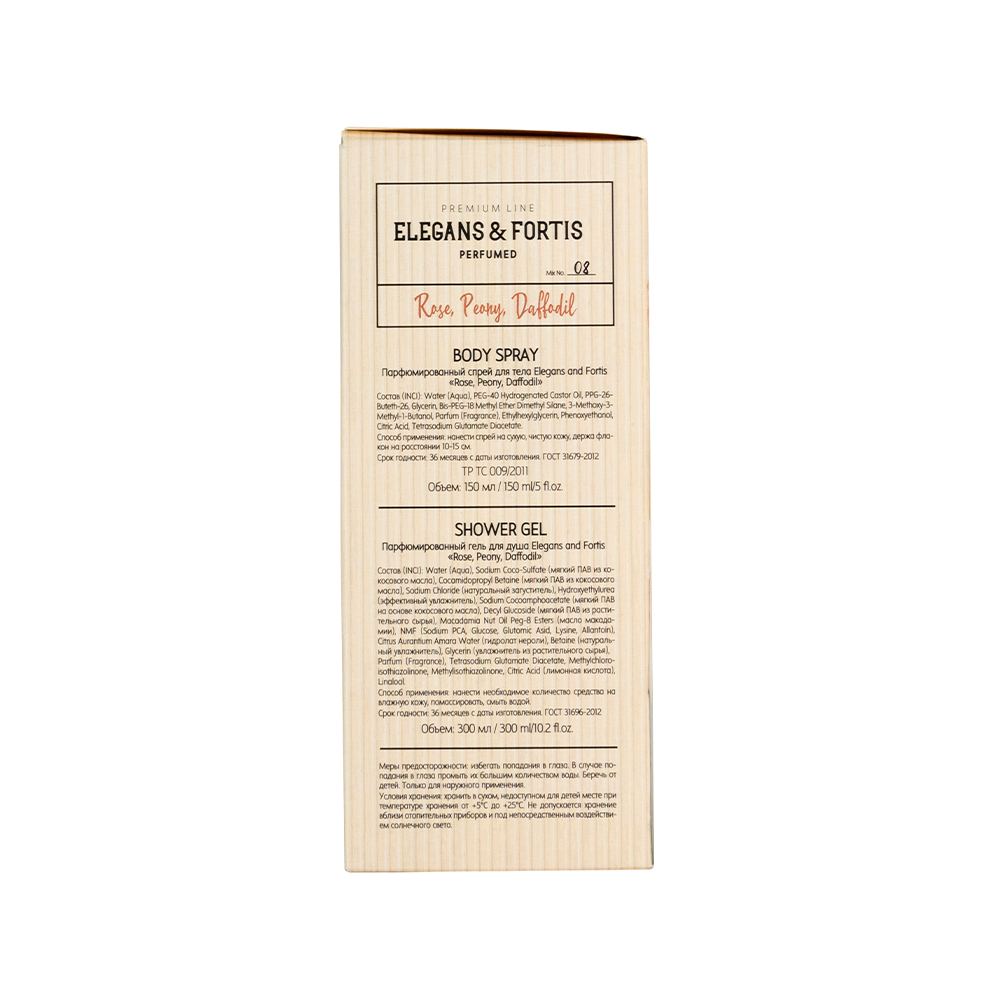 PREMIUM LINE
ELEGANS & FORTIS
PERFUMED
Mix No. 08
Rose, Peony, Daffodil
BODY SPRAY
Парфюмированный спрей для тела Elegans and Fortis
«Rose, Peony, Daffodil»
Состав (INCI): Water (Aqua), PEG-40 Hydrogenated Castor Oil, PPG-26-
Buteth-26, Glycerin, Bis-PEG-18 Methyl Ether Dimethyl Silane, 3-Methoxy-3-
Methyl-1-Butanol, Parfum (Fragrance), Ethylhexylglycerin, Phenoxyethanol,
Citric Acid, Tetrasodium Glutamate Diacetate.
Способ применения: нанести спрей на сухую, чистую кожу, держа фла-
кон на расстоянии 10-15 см.
Срок годности: 36 месяцев с даты изготовления. ГОСТ 31679-2012
ТР ТС 009/2011
Объем: 150 мл / 150 ml/5 fl.oz.
SHOWER GEL
Парфюмированный гель для душа Elegans and Fortis
«Rose, Peony, Daffodil»
Состав (INCI): Water (Aqua), Sodium Coco-Sulfate (мягкий ПАВ из ко-
косового масла), Cocamidopropyl Betaine (мягкий ПАВ из кокосового
масла), Sodium Chloride (натуральный загуститель), Hydroxyethylurea
(эффективный увлажнитель), Sodium Cocoamphoacetate (мягкий ПАВ
на основе кокосового масла), Decyl Glucoside (мягкий ПАВ из расти-
тельного сырья), Macadamia Nut Oil Peg-8 Esters (масло макада-
мии), NMF (Sodium PCA, Glucose, Glutomic Asid, Lysine, Allantoin),
Citrus Aurantium Amara Water (гидролат нероли), Betaine (натураль-
ный увлажнитель), Glycerin (увлажнитель из растительного сырья),
Parfum (Fragrance), Tetrasodium Glutamate Diacetate, Methylchloro-
isothiazolinone, Methylisothiazolinone, Citric Acid (лимонная кислота),
Linalool.
Способ применения: нанести необходимое количество средства на
влажную кожу, помассировать, смыть водой.
Срок годности: 36 месяцев с даты изготовления. ГОСТ 31696-2012
Объем: 300 мл / 300 ml/10.2 fl.oz.
Меры предосторожности: избегать попадания в глаза. В случае по-
падания в глаза промыть их большим количеством воды. Беречь от
детей. Только для наружного применения.
Условия хранения: хранить в сухом, недоступном для детей месте при
температуре хранения от +5°С до +25°С. Не допускается хранение
вблизи отопительных приборов и под непосредственным воздействи-
ем солнечного света.